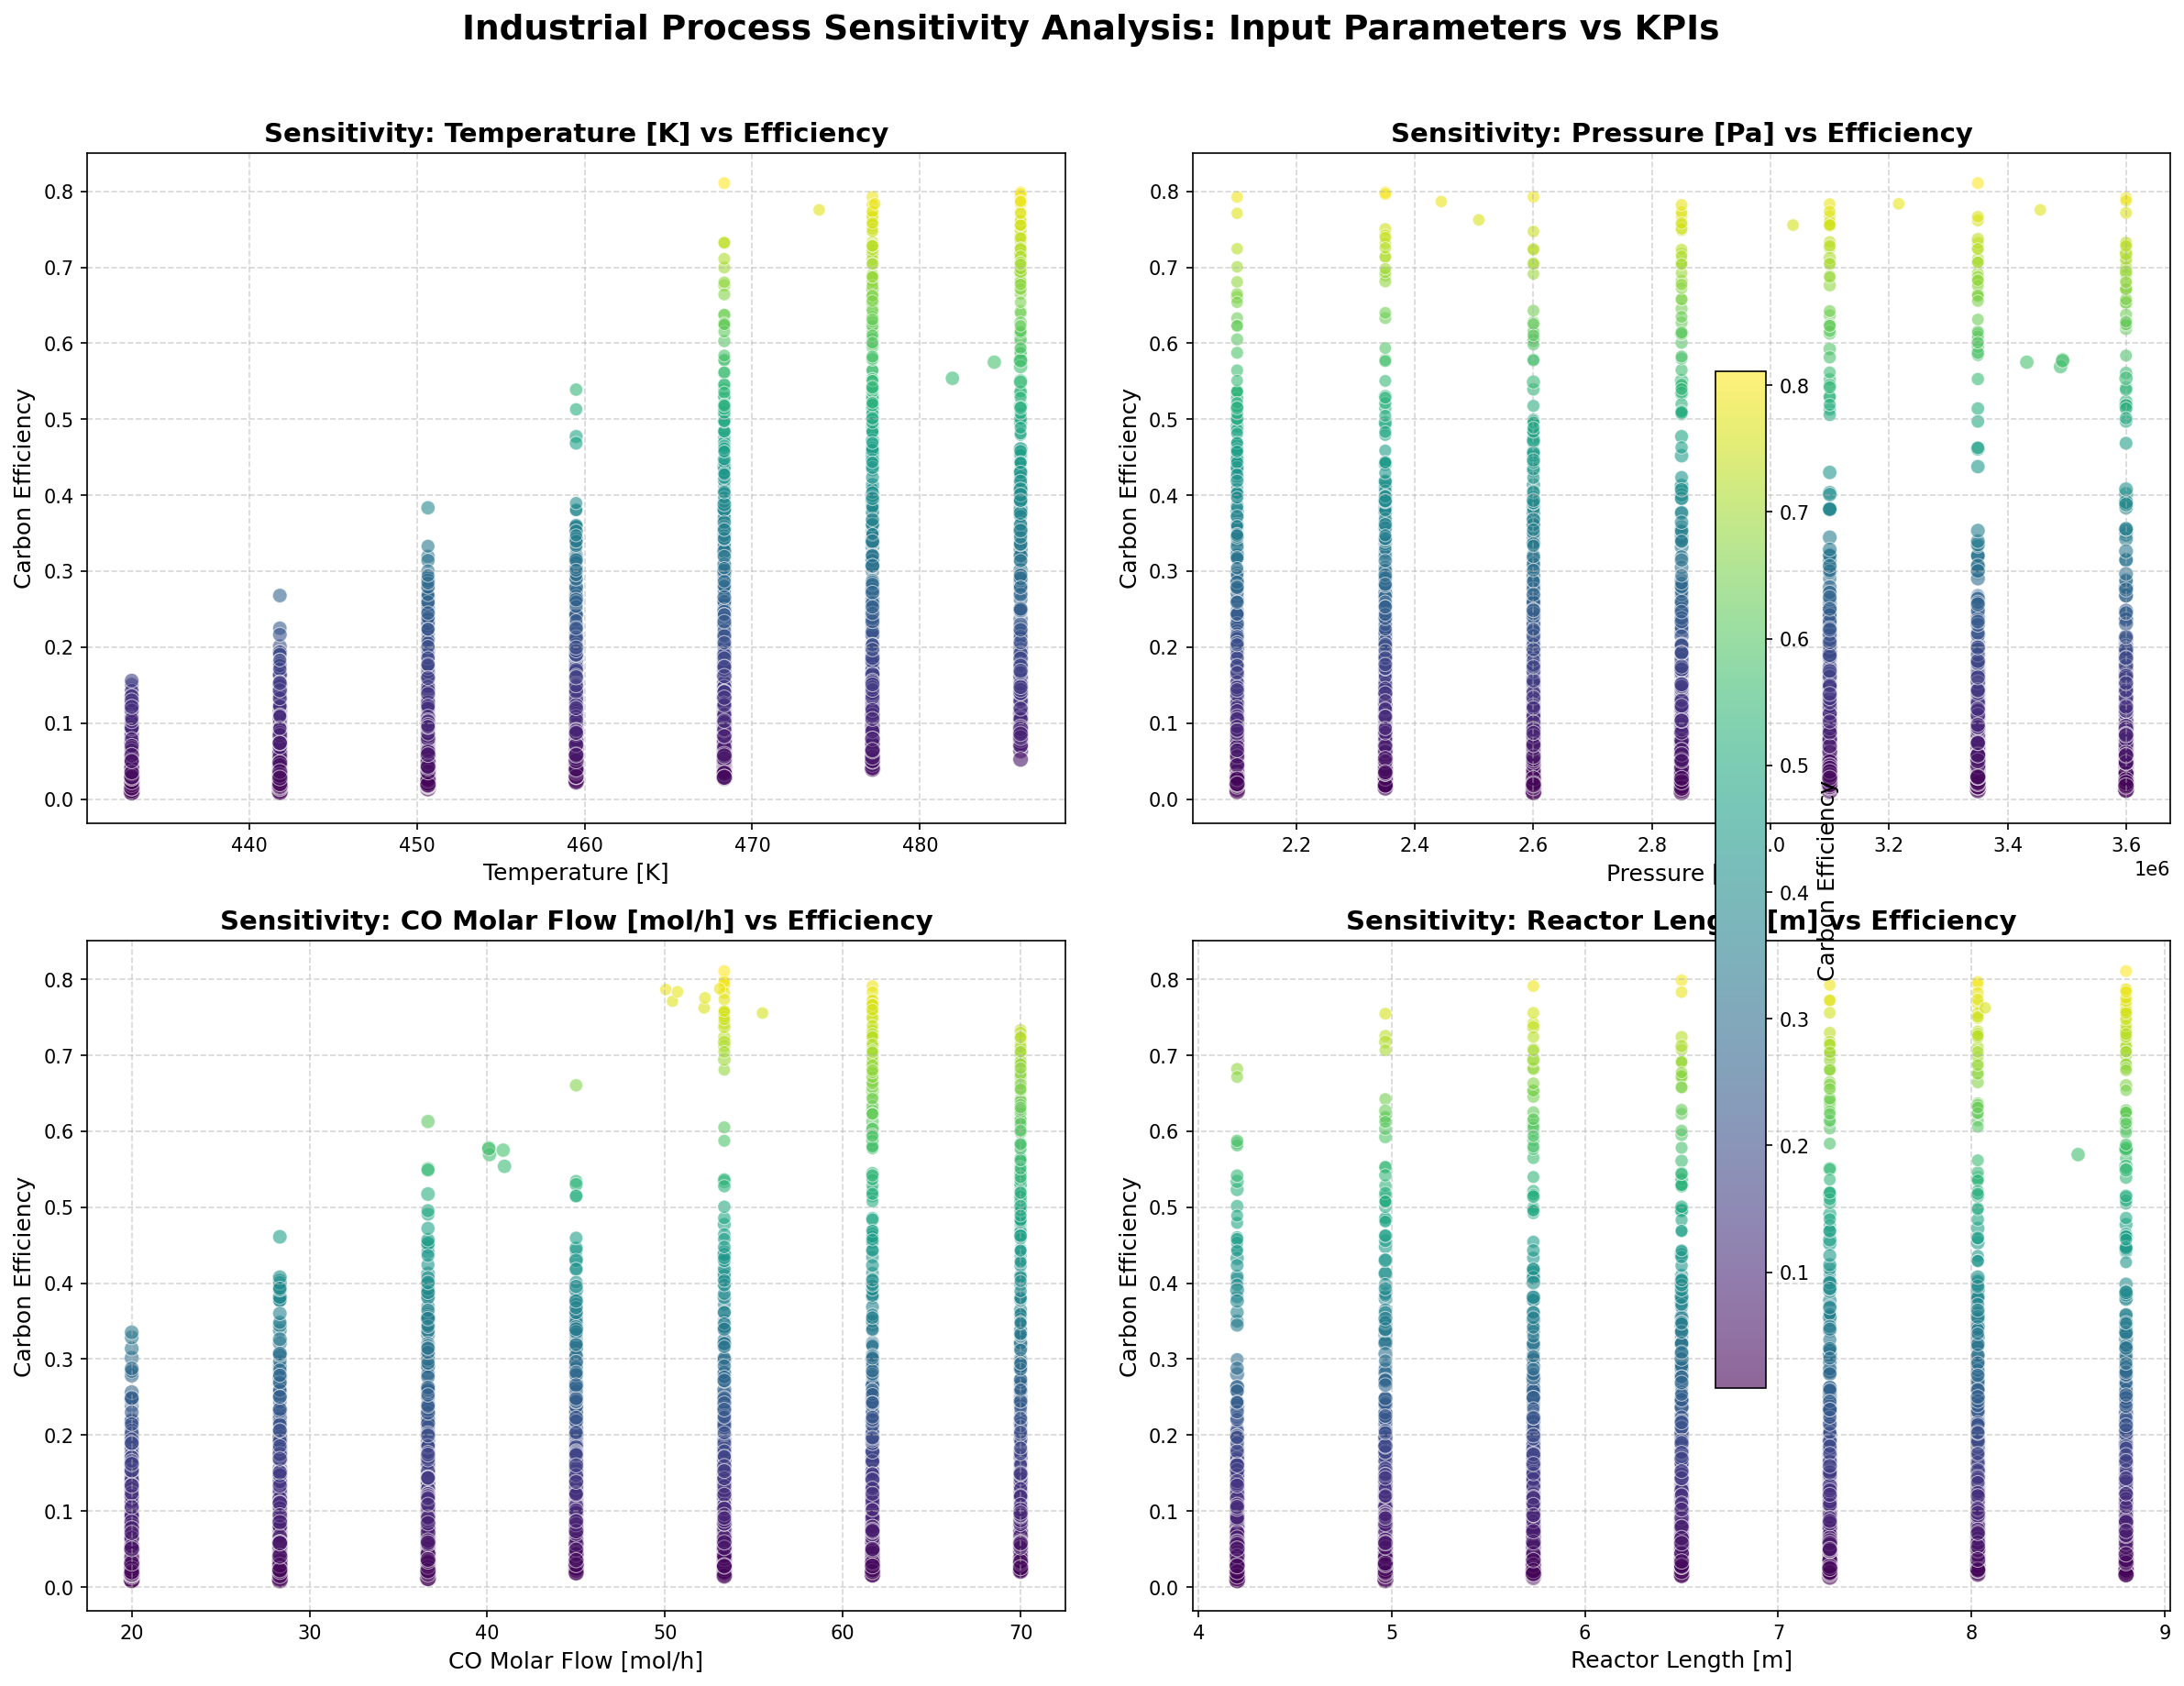 Industrial Process Sensitivity Analysis: Input Parameters vs KPIs
Sensitivity: Temperature [K] vs Efficiency
Carbon Efficiency
0.8
0.7
0.6
0.5
0.4
0.3
0.2
0.1
0.0
440 450 460 470 480
Temperature [K]
Sensitivity: Pressure [Pa] vs Efficiency
Carbon Efficiency
0.8
0.7
0.6
0.5
0.4
0.3
0.2
0.1
0.0
2.2 2.4 2.6 2.8 .0 3.2 3.4 3.6
1e6
Pressure [
Sensitivity: CO Molar Flow [mol/h] vs Efficiency
Carbon Efficiency
0.8
0.7
0.6
0.5
0.4
0.3
0.2
0.1
0.0
20 30 40 50 60 70
CO Molar Flow [mol/h]
Sensitivity: Reactor Leng [m] vs Efficiency
Carbon Efficiency
0.8
0.7
0.6
0.5
0.4
0.3
0.2
0.1
0.0
4 5 6 7 8 9
Reactor Length [m]
0.8
0.7
0.6
0.5
0.4
0.3
0.2
0.1
Carbon Efficiency